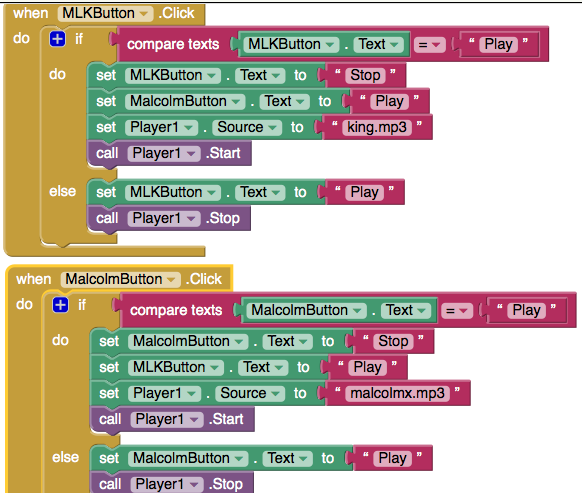 when MLKButton . Click
do if compare texts MLKButton . Text = " Play "
do set MLKButton . Text to " Stop "
set MalcolmButton . Text to " Play "
set Player1 . Source to " king.mp3 "
call Player1 .Start
else set MLKButton . Text to " Play "
call Player1 .Stop
when MalcolmButton .Click
do if compare texts MalcolmButton . Text = " Play "
do set MalcolmButton . Text to " Stop "
set MLKButton . Text to " Play "
set Player1 . Source to " malcolmx.mp3 "
call Player1 .Start
else set MalcolmButton . Text to " Play "
call Player1 .Stop